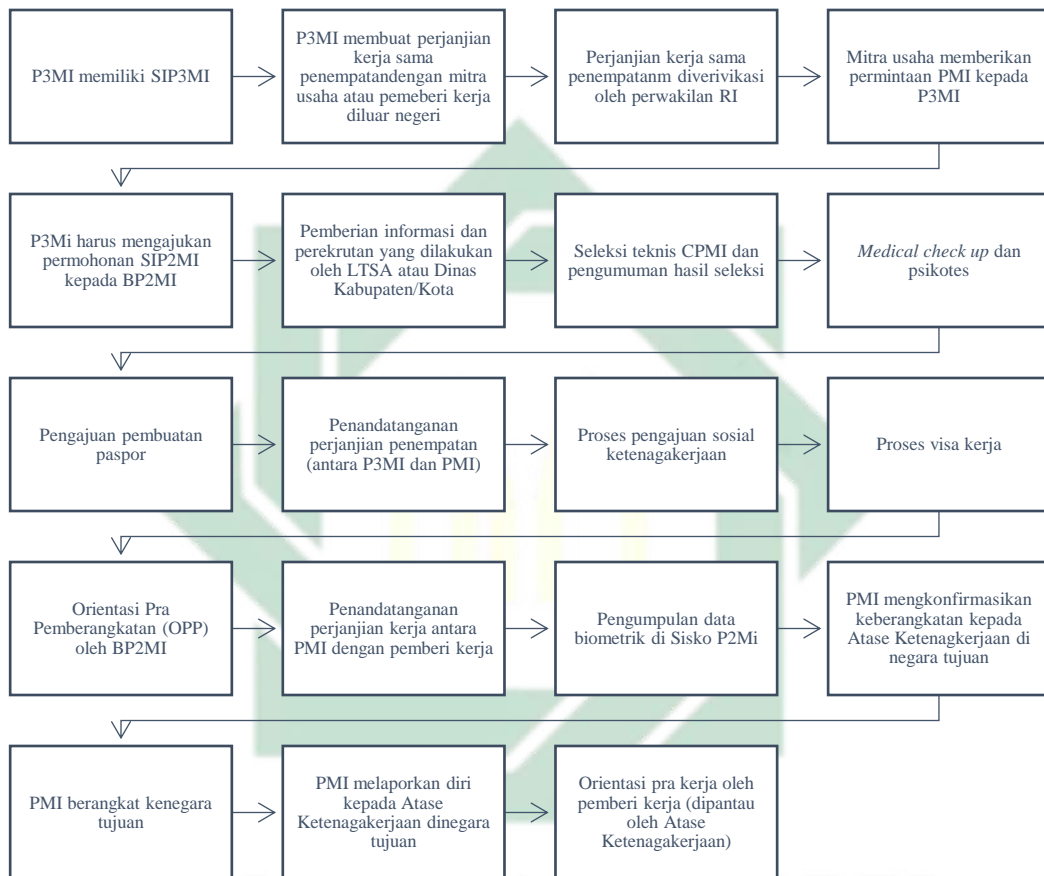 P3MI memiliki SIP3MI
P3MI membuat perjanjian
kerja sama
penempatandengan mitra
usaha atau pemeberi kerja
diluar negeri
Perjanjian kerja sama
penempatanm diverivikasi
oleh perwakilan RI
Mitra usaha memberikan
permintaan PMI kepada
P3MI
P3Mi harus mengajukan
permohonan SIP2MI
kepada BP2MI
Pemberian informasi dan
perekrutan yang dilakukan
oleh LTSA atau Dinas
Kabupaten/Kota
Seleksi teknis CPMI dan
pengumuman hasil seleksi
Medical check up dan
psikotes
Pengajuan pembuatan
paspor
Penandatanganan
perjanjian penempatan
(antara P3MI dan PMI)
Proses pengajuan sosial
ketenagakerjaan
Proses visa kerja
Orientasi Pra
Pemberangkatan (OPP)
oleh BP2MI
Penandatanganan
perjanjian kerja antara
PMI dengan pemberi kerja
Pengumpulan data
biometrik di Sisko P2Mi
PMI mengkonfirmasikan
keberangkatan kepada
Atase Ketenagkerjaan di
negara tujuan
PMI berangkat kenegara
tujuan
PMI melaporkan diri
kepada Atase
Ketenagakerjaan dinegara
tujuan
Orientasi pra kerja oleh
pemberi kerja (dipantau
oleh Atase
Ketenagakerjaan)